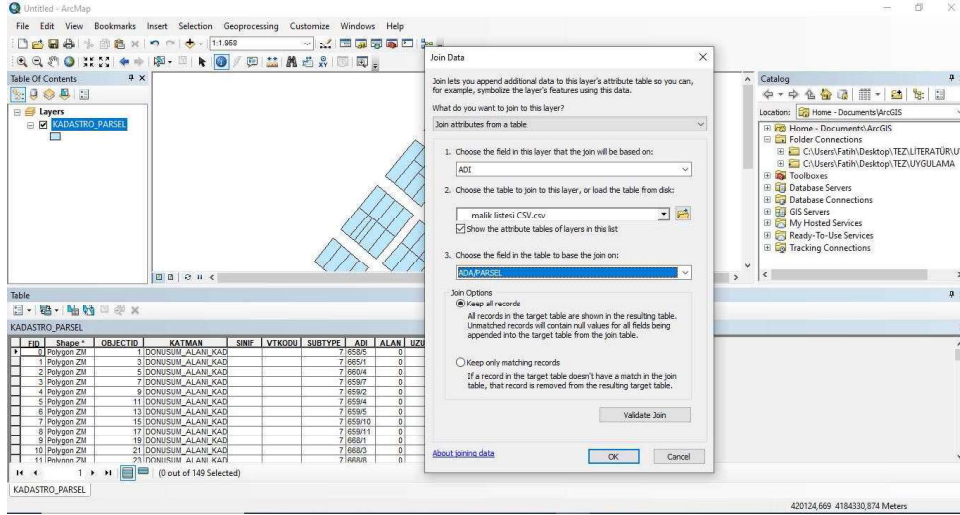 Untitled - ArcMap
File Edit View Bookmarks Insert Selection Geoprocessing Customize Windows Help
1:1.968
Table Of Contents
Layers
KADASTRO_PARSEL
Join Data
Join lets you append additional data to this layer's attribute table so you can,
for example, symbolize the layer's features using this data.
What do you want to join to this layer?
Join attributes from a table
1. Choose the field in this layer that the join will be based on:
ADI
2. Choose the table to join to this layer, or load the table from disk:
malik listesi CSV.csv
Show the attribute tables of layers in this list
3. Choose the field in the table to base the join on:
ADA/PARSEL
Join Options
Keep all records
All records in the target table are shown in the resulting table.
Unmatched records will contain null values for all fields being
appended into the target table from the join table.
Keep only matching records
If a record in the target table doesn't have a match in the join
table, that record is removed from the resulting target table.
Validate Join
About joining data
OK Cancel
Catalog
Location: Home - Documents\ArcGIS
Home - Documents\ArcGIS
Folder Connections
C:\Users\Fatih\Desktop\TEZ\LİTERATÜR\U
C:\Users\Fatih\Desktop\TEZ\UYGULAMA
Toolboxes
Database Servers
Database Connections
GIS Servers
My Hosted Services
Ready-To-Use Services
Tracking Connections
Table
KADASTRO_PARSEL
FID Shape * OBJECTID KATMAN SINIF VTKODU SUBTYPE ADI ALAN UZU
0 Polygon ZM 1 DONUSUM_ALANI_KAD 7 658/5 0
1 Polygon ZM 3 DONUSUM_ALANI_KAD 7 665/1 0
2 Polygon ZM 5 DONUSUM_ALANI_KAD 7 660/4 0
3 Polygon ZM 7 DONUSUM_ALANI_KAD 7 659/7 0
4 Polygon ZM 9 DONUSUM_ALANI_KAD 7 659/2 0
5 Polygon ZM 11 DONUSUM_ALANI_KAD 7 659/4 0
6 Polygon ZM 13 DONUSUM_ALANI_KAD 7 659/5 0
7 Polygon ZM 15 DONUSUM_ALANI_KAD 7 659/10 0
8 Polygon ZM 17 DONUSUM_ALANI_KAD 7 659/11 0
9 Polygon ZM 19 DONUSUM_ALANI_KAD 7 668/1 0
10 Polygon ZM 21 DONUSUM_ALANI_KAD 7 668/3 0
11 Polygon ZM 23 DONUSUM_ALANI_KAD 7 668/8 0
1 (0 out of 149 Selected)
KADASTRO_PARSEL
420124,669 4184330,874 Meters